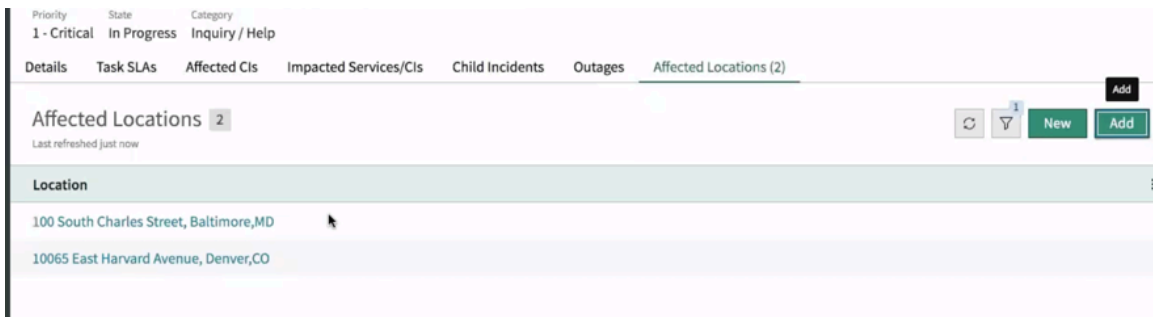 Priority State Category
1 - Critical In Progress Inquiry / Help
Details Task SLAs Affected CIs Impacted Services/CIs Child Incidents Outages Affected Locations (2)
Add
Affected Locations 2
1 New Add
Last refreshed just now
Location
100 South Charles Street, Baltimore,MD
10065 East Harvard Avenue, Denver,CO